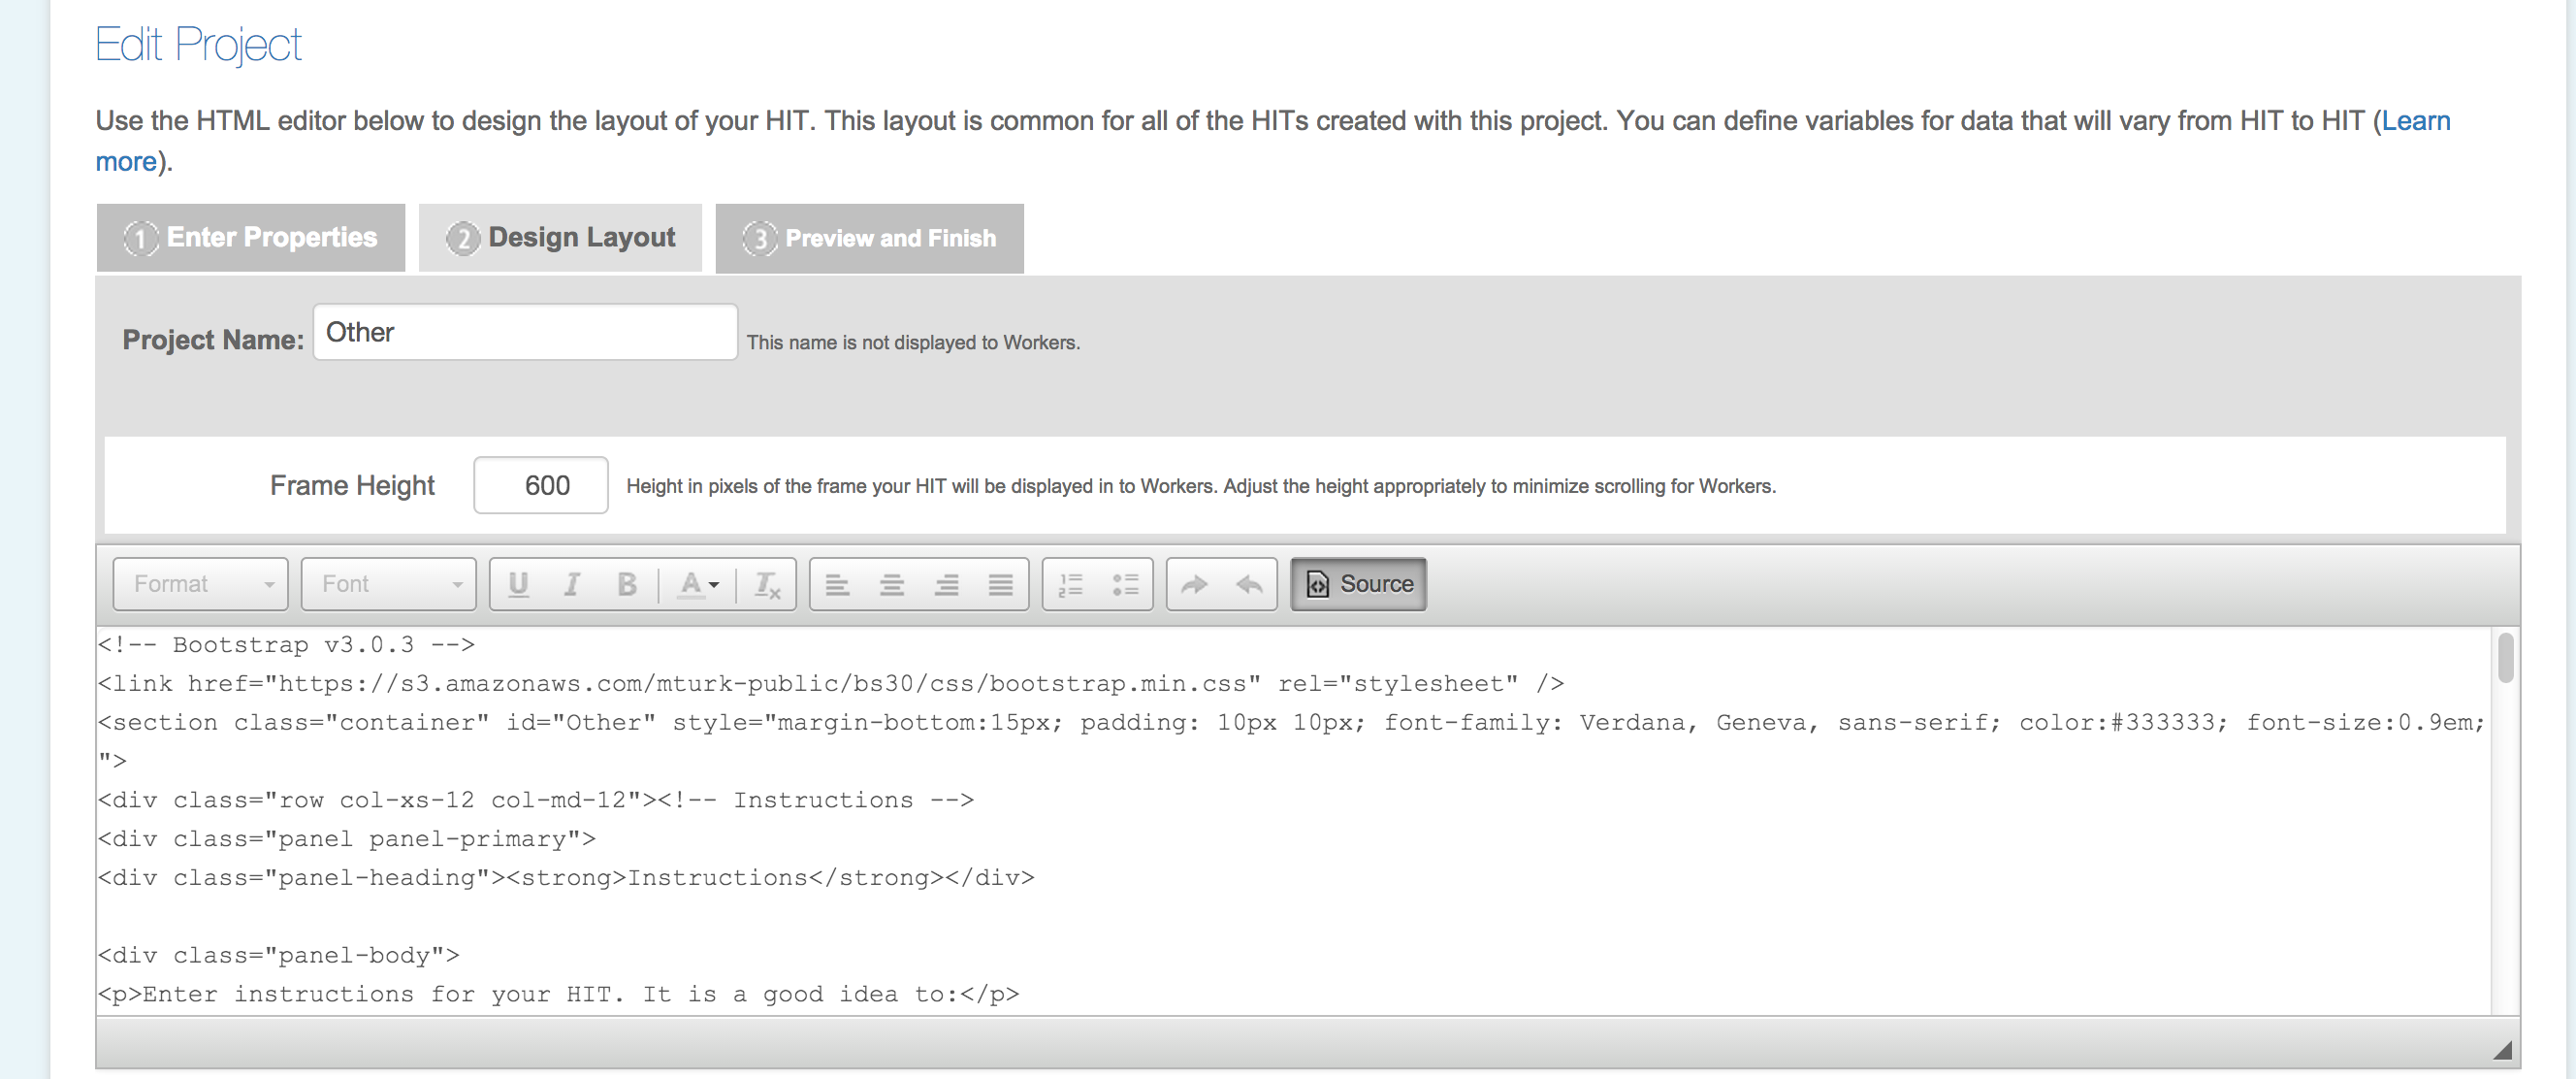 Edit Project
Use the HTML editor below to design the layout of your HIT. This layout is common for all of the HITs created with this project. You can define variables for data that will vary from HIT to HIT (Learn
more).
1 Enter Properties 2 Design Layout 3 Preview and Finish
Project Name: Other This name is not displayed to Workers.
Frame Height 600 Height in pixels of the frame your HIT will be displayed in to Workers. Adjust the height appropriately to minimize scrolling for Workers.
Format Font U I B A Tx Source
<!-- Bootstrap v3.0.3 -->
<link href="https://s3.amazonaws.com/mturk-public/bs30/css/bootstrap.min.css" rel="stylesheet" />
<section class="container" id="Other" style="margin-bottom:15px; padding: 10px 10px; font-family: Verdana, Geneva, sans-serif; color:#333333; font-size:0.9em;
">
<div class="row col-xs-12 col-md-12"><!-- Instructions -->
<div class="panel panel-primary">
<div class="panel-heading"><strong>Instructions</strong></div>
<div class="panel-body">
<p>Enter instructions for your HIT. It is a good idea to:</p>